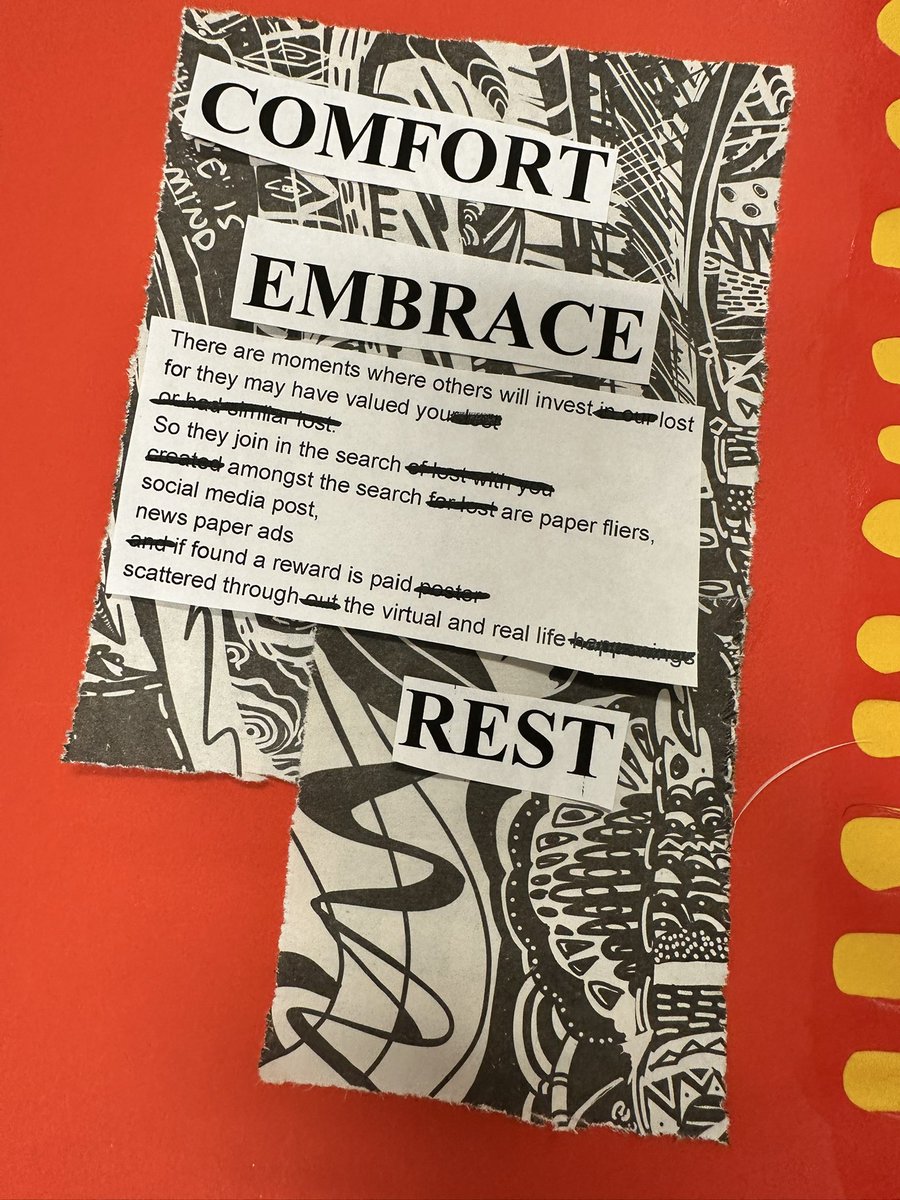 COMFORT
E IS
MIND
EMBRACE
There are moments where others will invest in our lost
for they may have valued your lost
or had similar lost.
So they join in the search of lost with you
created amongst the search for lost are paper fliers,
social media post,
news paper ads
and if found a reward is paid poster
scattered through out the virtual and real life happenings
REST